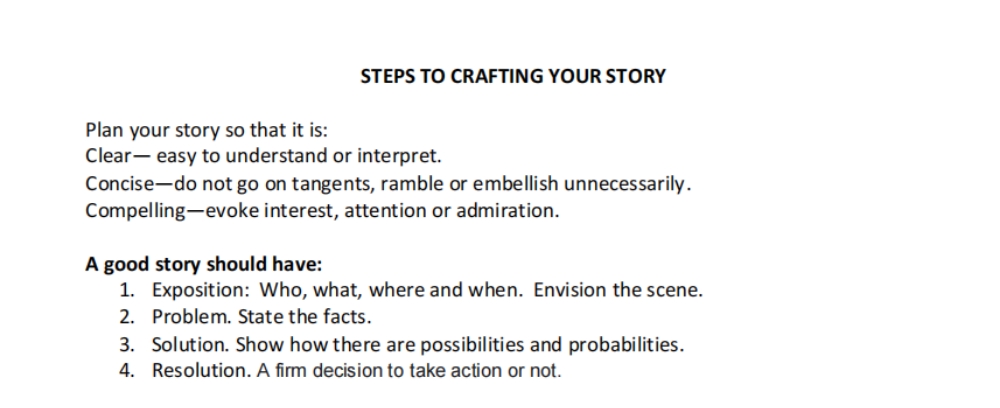 STEPS TO CRAFTING YOUR STORY
Plan your story so that it is:
Clear— easy to understand or interpret.
Concise—do not go on tangents, ramble or embellish unnecessarily.
Compelling—evoke interest, attention or admiration.
A good story should have:
1. Exposition: Who, what, where and when. Envision the scene.
2. Problem. State the facts.
3. Solution. Show how there are possibilities and probabilities.
4. Resolution. A firm decision to take action or not.